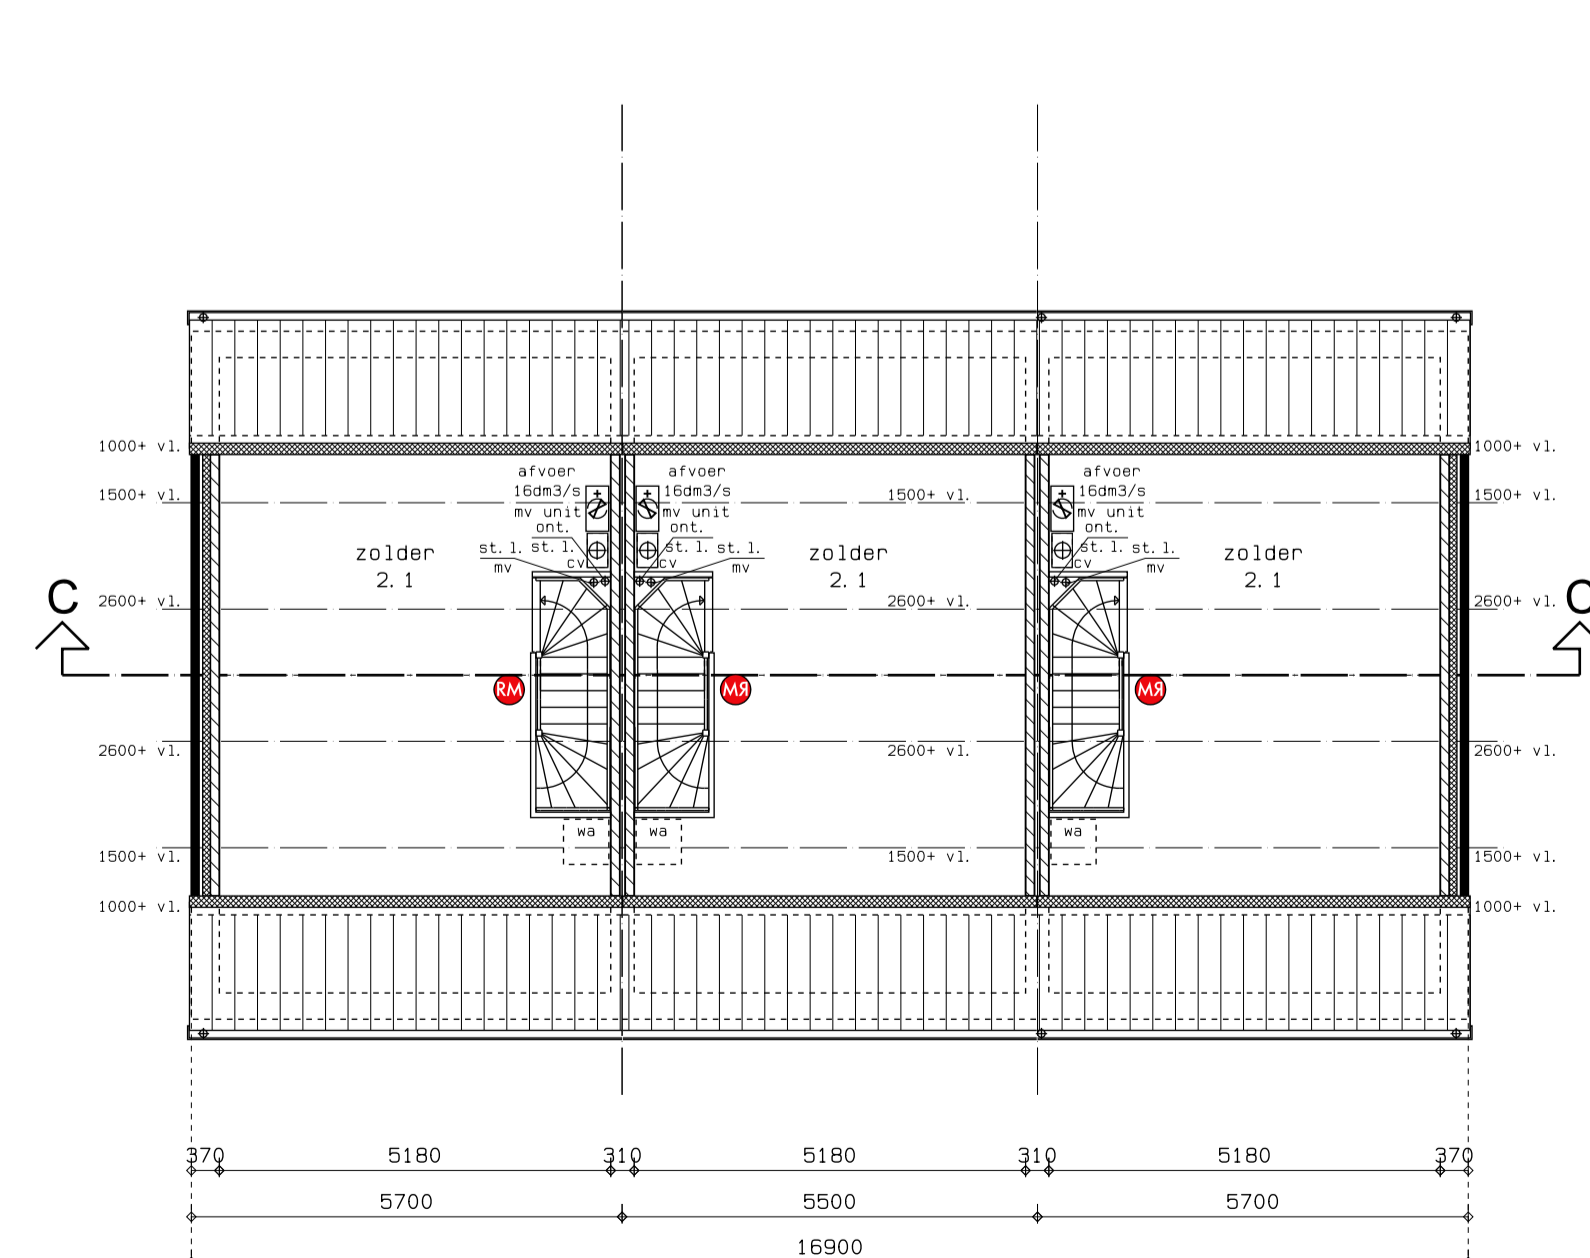 1000+ vl.
1000+ vl.
afvoer
afvoer
afvoer
16dm3/s
16dm3/s
16dm3/s
1500+ vl.
1500+ vl.
1500+ vl.
mv unit
mv unit
mv unit
ont.
ont.
ont.
st. l.
st. l.
st. l.
st. l.
st. l.
st. l.
zolder
zolder
zolder
mv
cv
cv
mv
mv
2. 1
2. 1
2. 1
C
C
2600+ vl.
2600+ vl.
2600+ vl.
RM
MR
MR
2600+ vl.
2600+ vl.
2600+ vl.
wa
wa
wa
1500+ vl.
1500+ vl.
1500+ vl.
1000+ vl.
1000+ vl.
370
5180
310
5180
310
5180
370
5700
5500
5700
16900